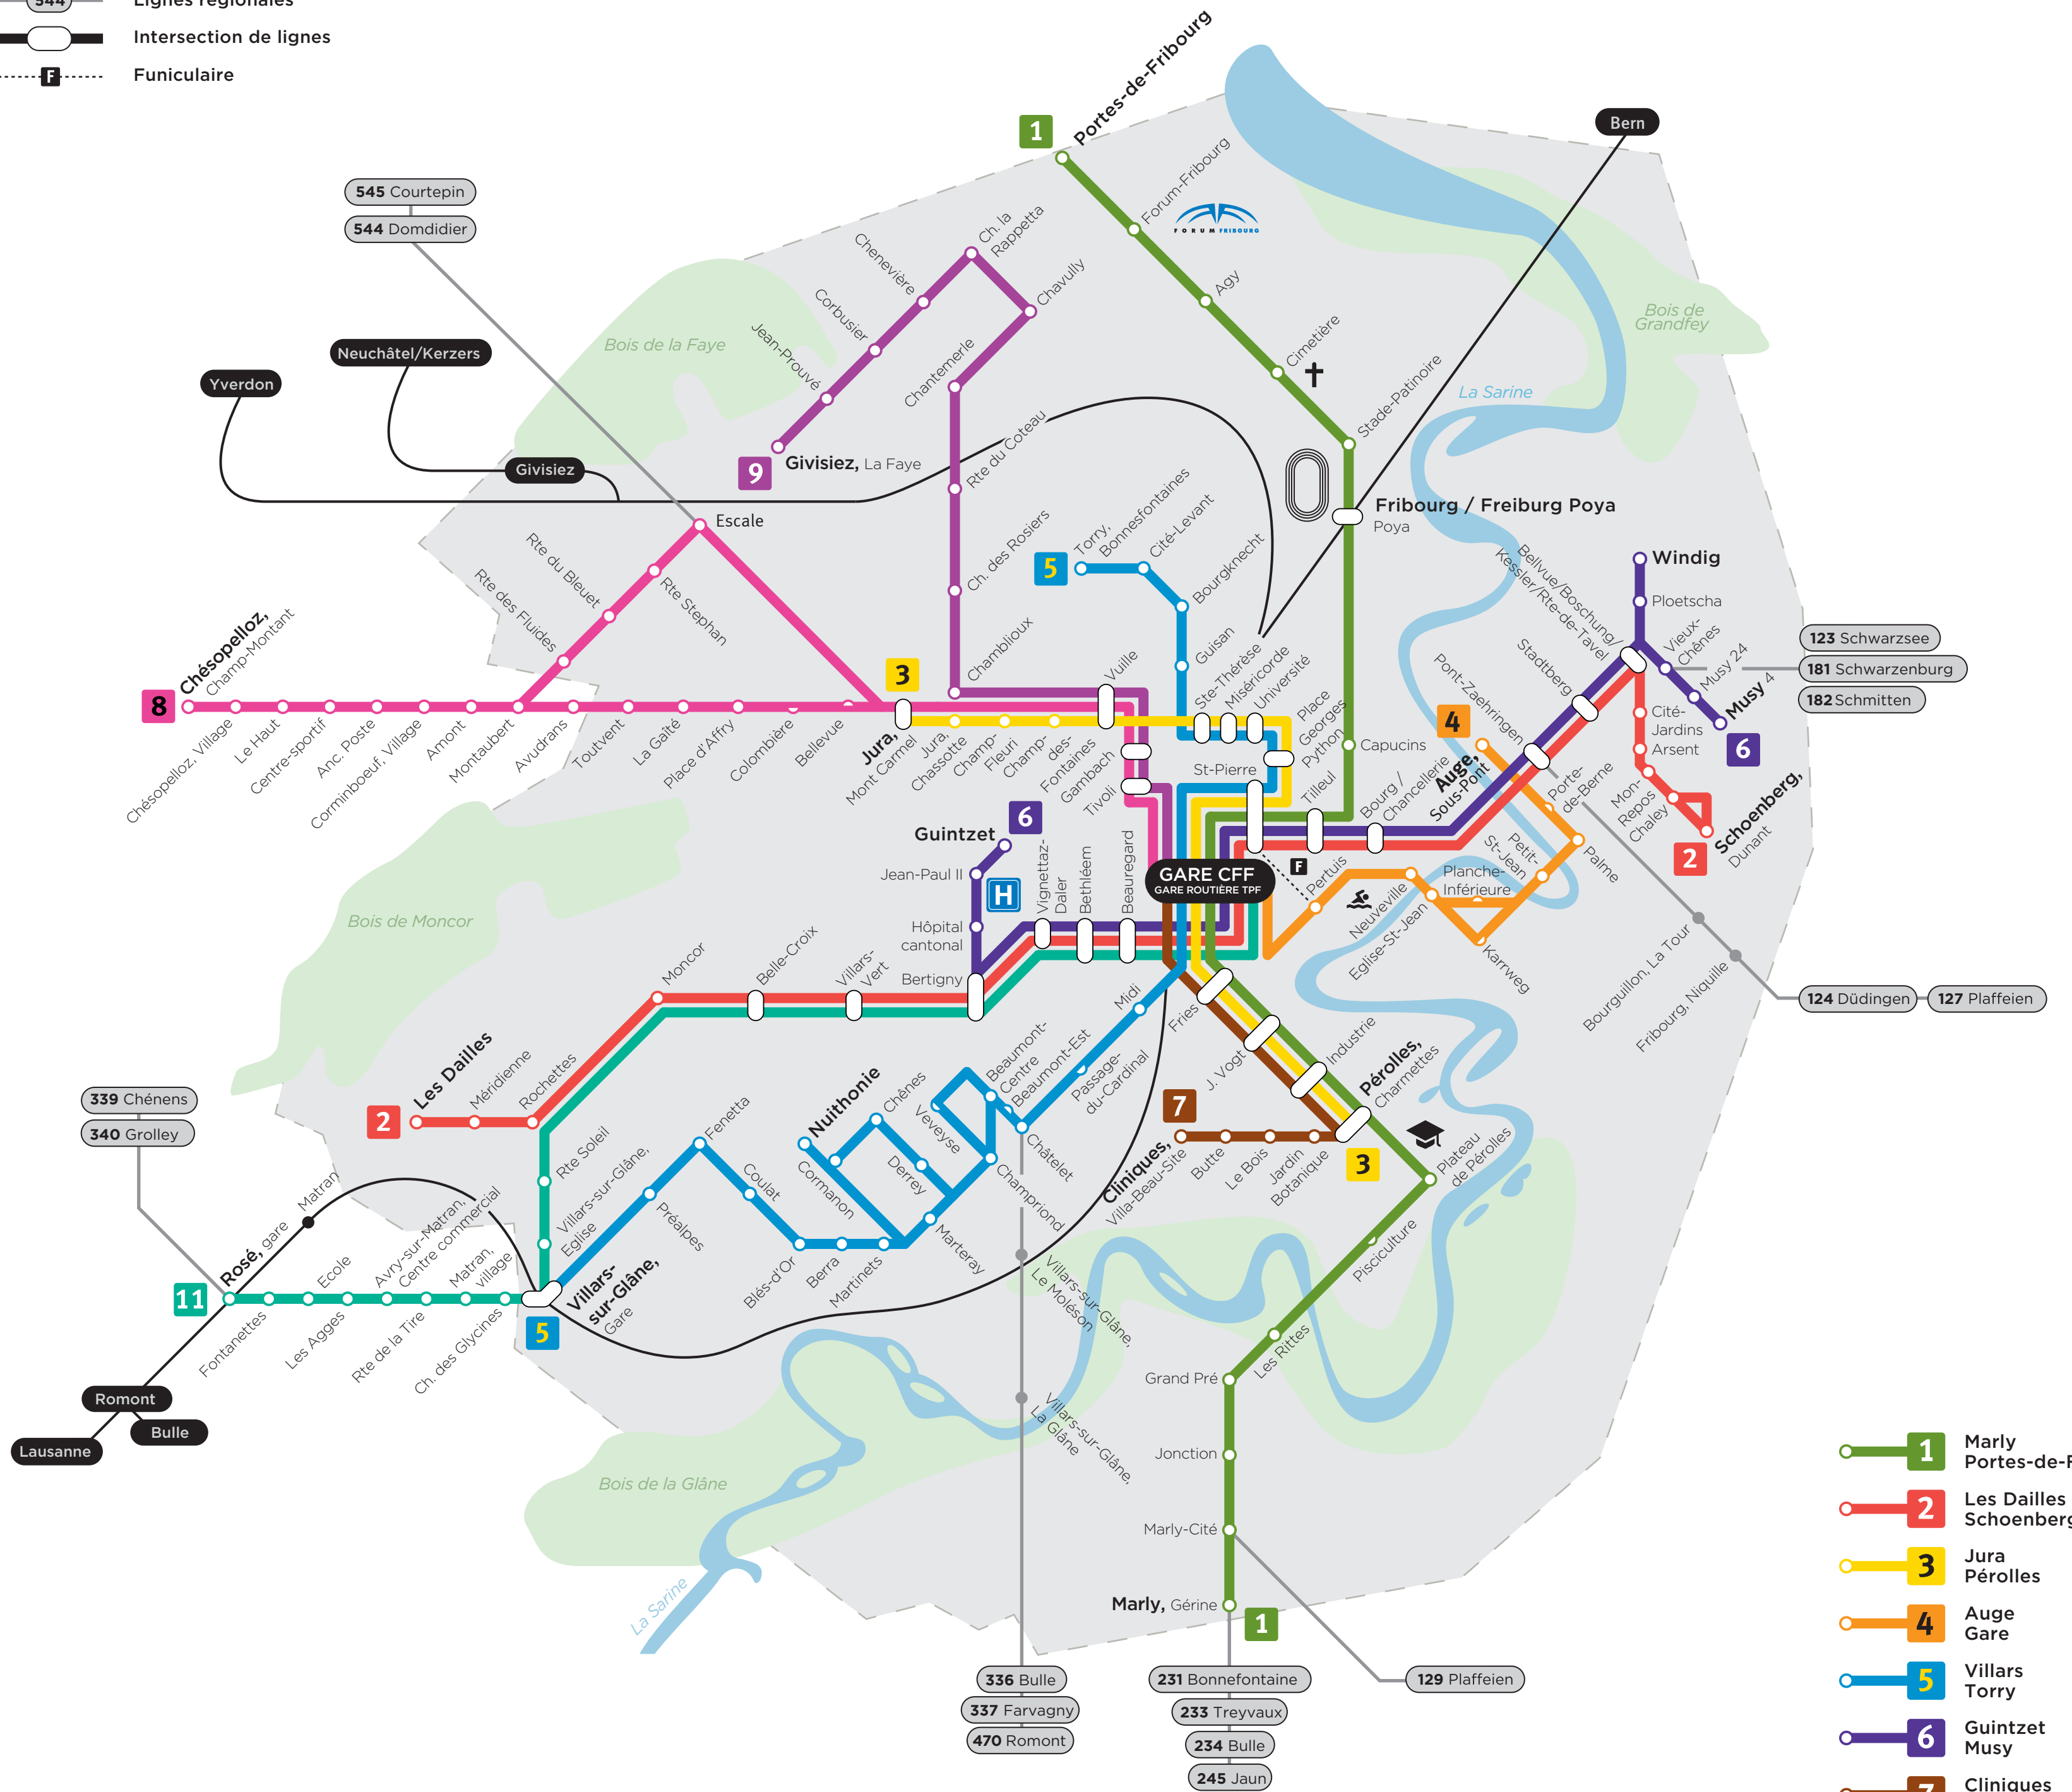 544
Lignes régionales
Intersection de lignes
F
Funiculaire
1
Portes-de-Fribourg
Forum-Fribourg
FORUM FRIBOURG
Agy
Cimetière
Stade-Patinoire
Fribourg / Freiburg Poya
Poya
Capucins
Bern
545 Courtepin
544 Domdidier
Neuchâtel/Kerzers
Yverdon
Givisiez
Bois de la Faye
Bois de
Grandfey
La Sarine
Ch. la
Rappetta
Chenevière
Corbusier
Jean-Prouvé
Chavully
Chantemerle
9
Givisiez, La Faye
Rte du Coteau
Ch. des Rosiers
Chamblioux
Vuille
5
Torry,
Bonnesfontaines
Cité-Levant
Bourgknecht
Guisan
Ste-Thérèse
Miséricorde
Université
Place
Georges
Python
St-Pierre
Tilleul
Bourg /
Chancellerie
Escale
Rte du Bleuet
Rte Stephan
Rte des Fluides
8
Chésopelloz,
Champ-Montant
Chésopelloz, Village
Le Haut
Centre-sportif
Anc. Poste
Corminboeuf, Village
Amont
Montaubert
Avudrans
Toutvent
La Gaîté
Place d'Affry
Colombière
Bellevue
3
Jura,
Mont Carmel
Jura,
Chassotte
Champ-
Fleuri
Champ-
des-
Fontaines
Gambach
Tivoli
Windig
Ploetscha
Vieux-
Chênes
Musy 24
Musy 4
6
Bellvue/Boschung/
Kessler/Rte-de-Tavel
Stadtberg
Pont-Zaehringen
Cité-
Jardins
Arsent
Mon-
Repos
Chaley
Schoenberg,
Dunant
2
123 Schwarzsee
181 Schwarzenburg
182 Schmitten
4
Auge,
Sous-Pont
Porte-
de-Berne
Palme
Petit-
St-Jean
Planche-
Inférieure
Karrweg
Eglise-St-Jean
Neuveville
Pertuis
F
GARE CFF
GARE ROUTIÈRE TPF
Bourguillon, La Tour
Fribourg, Niquille
124 Düdingen
127 Plaffeien
6
Guintzet
Jean-Paul II
H
Hôpital
cantonal
Bertigny
Vignettaz-
Daler
Bethléem
Beauregard
Bois de Moncor
Moncor
Belle-Croix
Villars-
Vert
2
Les Dailles
Méridienne
Rochettes
Rte Soleil
Villars-sur-Glâne,
Eglise
Villars-
sur-Glâne,
Gare
5
Préalpes
Fenetta
Coulat
Blés-d'Or
Berra
Martinets
Nuithonie
Cormanon
Chênes
Derrey
Marteray
Champriond
Veveyse
Beaumont-
Centre
Beaumont-Est
Châtelet
Passage-
du-Cardinal
Midi
Fries
J. Vogt
Industrie
Pérolles,
Charmettes
3
7
Cliniques,
Villa-Beau-Site
Butte
Le Bois
Jardin
Botanique
Plateau
de Pérolles
Pisciculture
Les Rittes
Grand Pré
Jonction
Marly-Cité
Marly, Gérine
1
339 Chénens
340 Grolley
Matran
11
Rosé, gare
Fontanettes
Ecole
Les Agges
Avry-sur-Matran,
Centre commercial
Rte de la Tire
Matran,
village
Ch. des Glycines
Romont
Bulle
Lausanne
Villars-sur-Glâne,
Le Moléson
Villars-sur-Glâne,
La Glâne
Bois de la Glâne
La Sarine
336 Bulle
337 Farvagny
470 Romont
231 Bonnefontaine
233 Treyvaux
234 Bulle
245 Jaun
129 Plaffeien
1
Marly
Portes-de-F
2
Les Dailles
Schoenberg
3
Jura
Pérolles
4
Auge
Gare
5
Villars
Torry
6
Guintzet
Musy
7
Cliniques